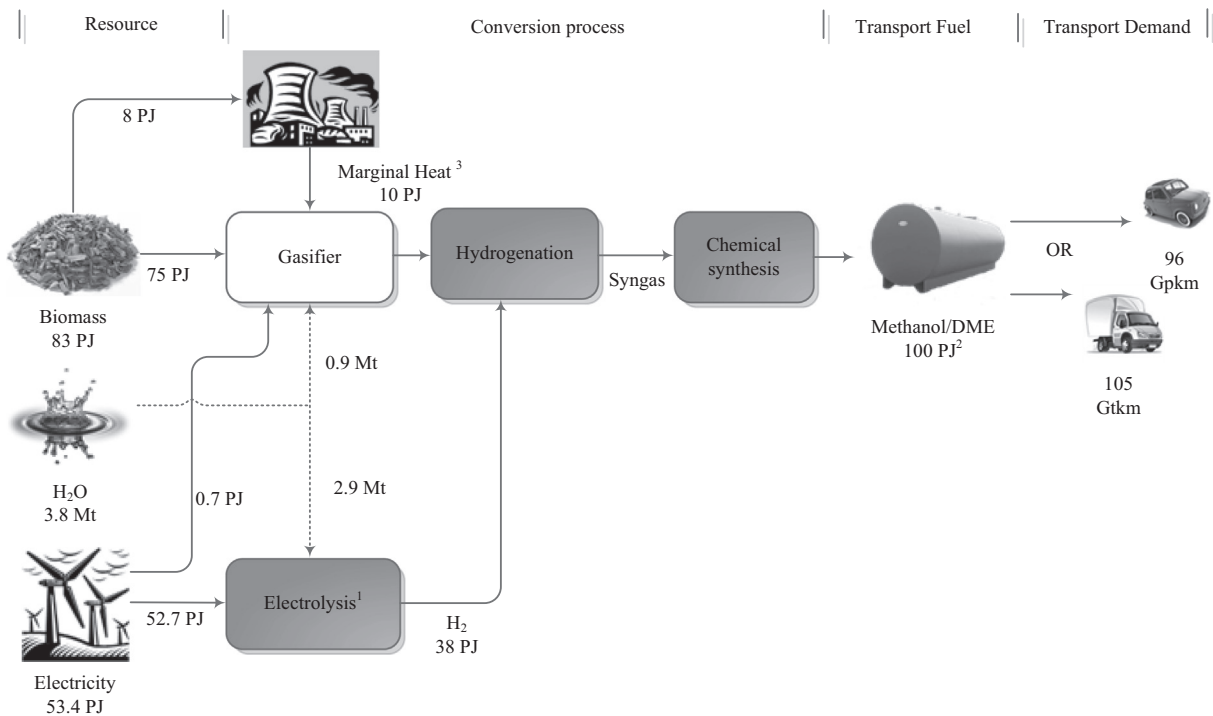 Resource
Conversion process
Transport Fuel
Transport Demand
8 PJ
Marginal Heat 3
10 PJ
Gasifier
Hydrogenation
Chemical
synthesis
75 PJ
Syngas
OR
96
Gpkm
Biomass
83 PJ
Methanol/DME
100 PJ2
0.9 Mt
105
Gtkm
H2O
3.8 Mt
0.7 PJ
2.9 Mt
Electrolysis1
52.7 PJ
H2
38 PJ
Electricity
53.4 PJ